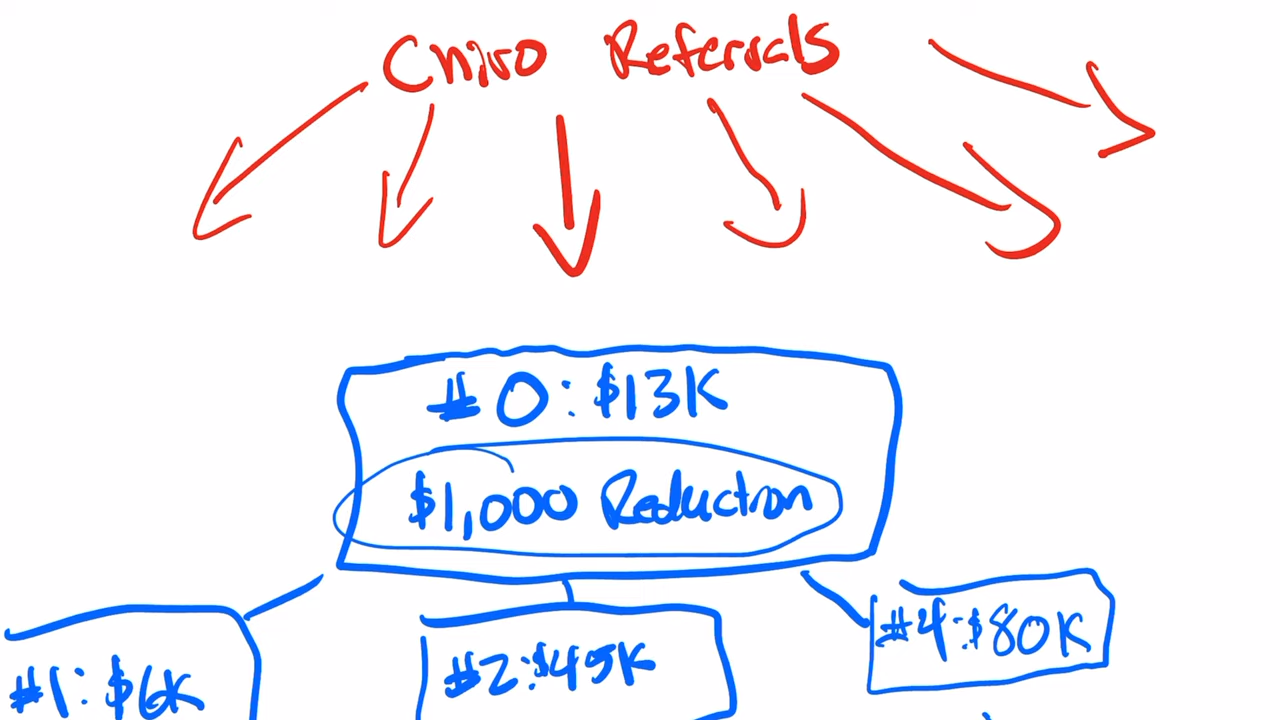 Chiro Referrals
#0: $13K
$1,000 Reduction
#1: $6K
#2: $45K
#4: $80K